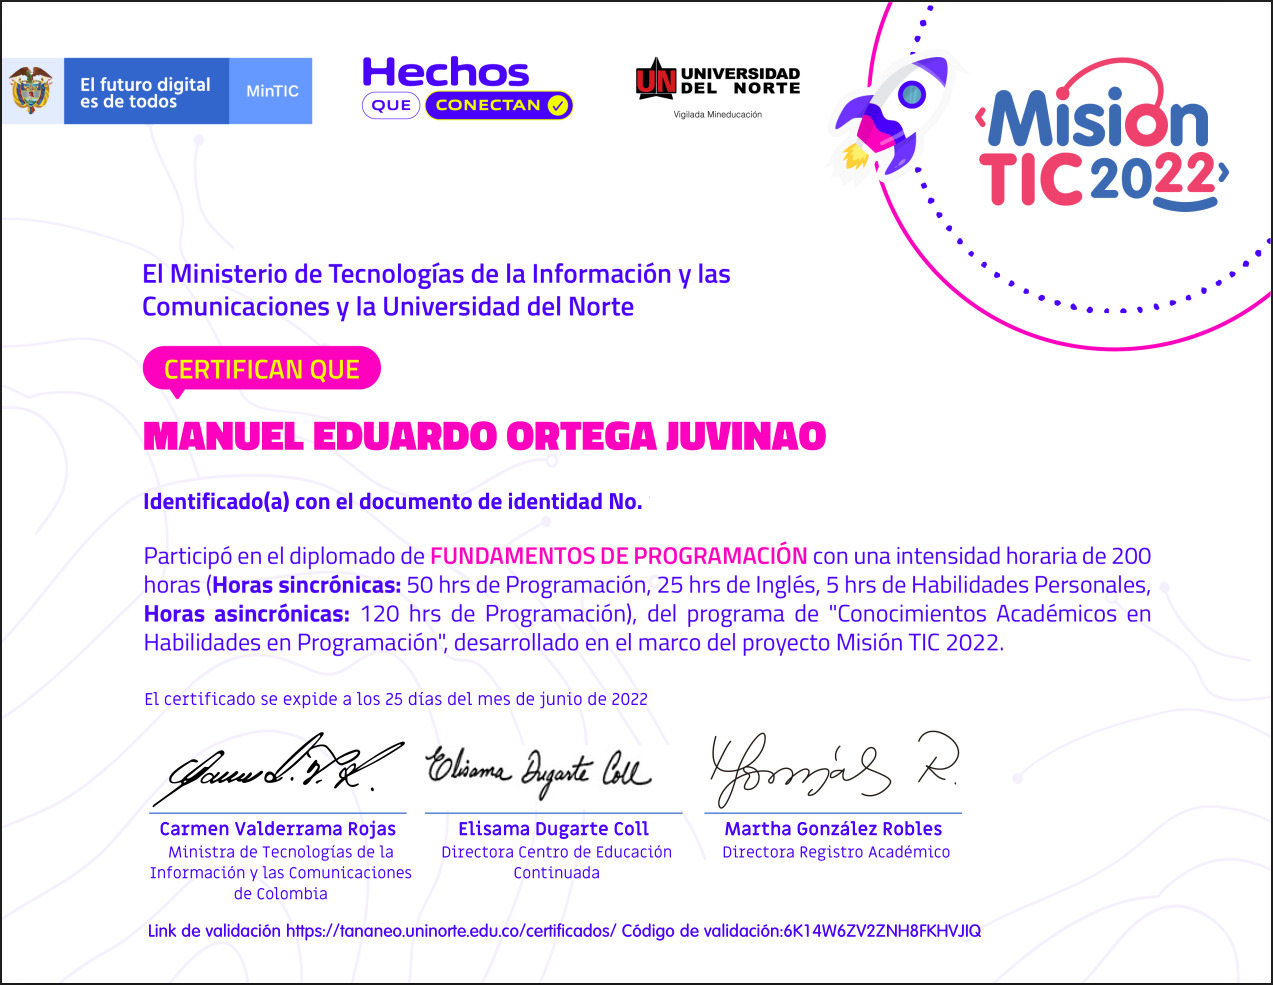 El futuro digital
es de todos
MinTIC
Hechos
QUE CONECTAN
UN UNIVERSIDAD
DEL NORTE
Vigilada Mineducación
‹Misión
TIC 2022›
El Ministerio de Tecnologías de la Información y las
Comunicaciones y la Universidad del Norte
CERTIFICAN QUE
MANUEL EDUARDO ORTEGA JUVINAO
Identificado(a) con el documento de identidad No.
Participó en el diplomado de FUNDAMENTOS DE PROGRAMACIÓN con una intensidad horaria de 200
horas (Horas sincrónicas: 50 hrs de Programación, 25 hrs de Inglés, 5 hrs de Habilidades Personales,
Horas asincrónicas: 120 hrs de Programación), del programa de "Conocimientos Académicos en
Habilidades en Programación", desarrollado en el marco del proyecto Misión TIC 2022.
El certificado se expide a los 25 días del mes de junio de 2022
Elisama Dugarte Coll
Carmen Valderrama Rojas
Ministra de Tecnologías de la
Información y las Comunicaciones
de Colombia
Elisama Dugarte Coll
Directora Centro de Educación
Continuada
Martha González Robles
Directora Registro Académico
Link de validación https://tananeo.uninorte.edu.co/certificados/ Código de validación:6K14W6ZV2ZNH8FKHVJIQ